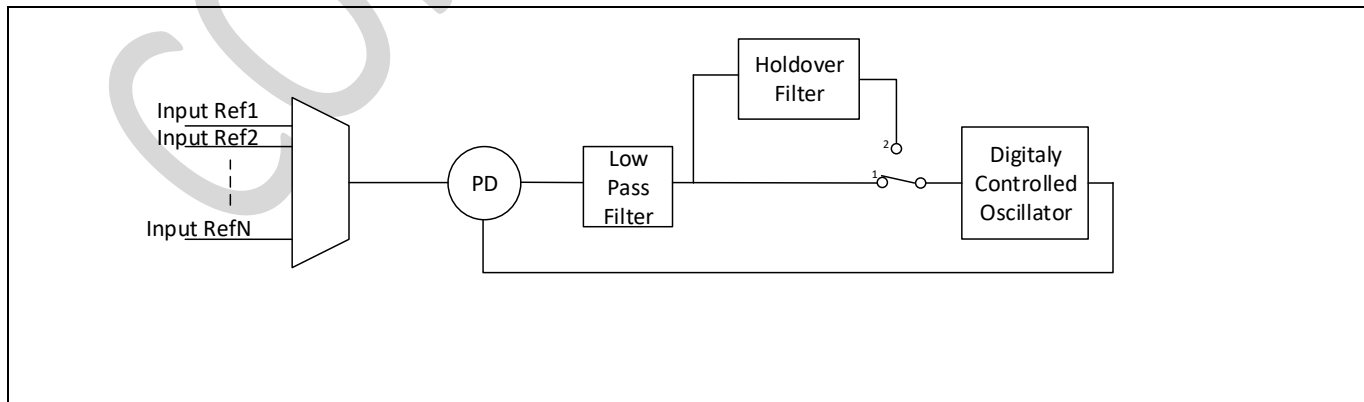 Holdover
Filter
Input Ref1
Input Ref2
Input RefN
PD
Low
Pass
Filter
2
1
Digitaly
Controlled
Oscillator